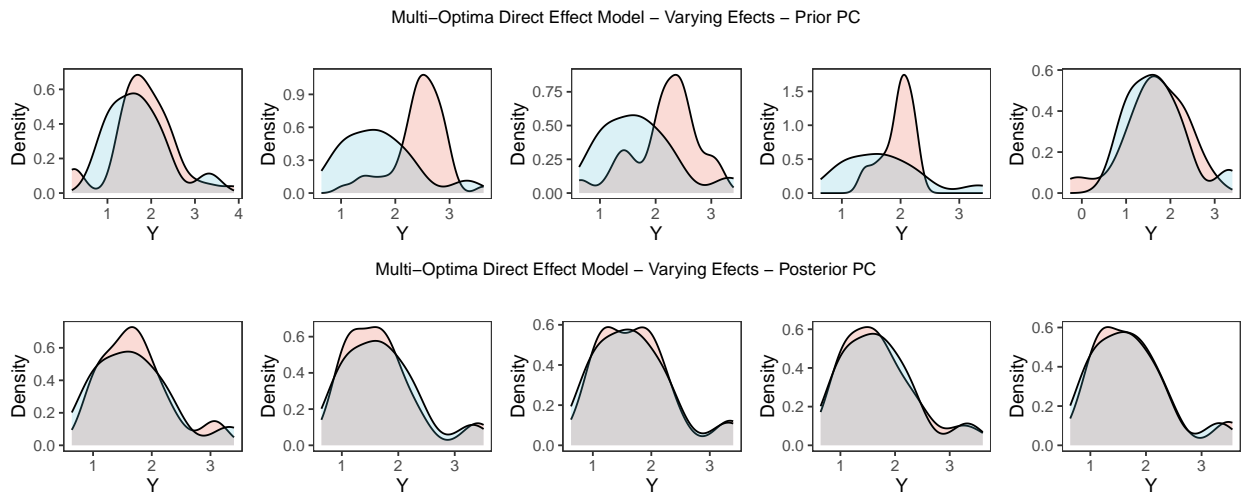 Multi−Optima Direct Effect Model − Varying Efects − Prior PC
Density 0.6 0.4 0.2 0.0 1 2 3 4 Y
Density 0.9 0.6 0.3 0.0 1 2 3 Y
Density 0.75 0.50 0.25 0.00 1 2 3 Y
Density 1.5 1.0 0.5 0.0 1 2 3 Y
Density 0.6 0.4 0.2 0.0 0 1 2 3 Y
Multi−Optima Direct Effect Model − Varying Efects − Posterior PC
Density 0.6 0.4 0.2 0.0 1 2 3 Y
Density 0.6 0.4 0.2 0.0 1 2 3 Y
Density 0.6 0.4 0.2 0.0 1 2 3 Y
Density 0.6 0.4 0.2 0.0 1 2 3 Y
Density 0.6 0.4 0.2 0.0 1 2 3 Y